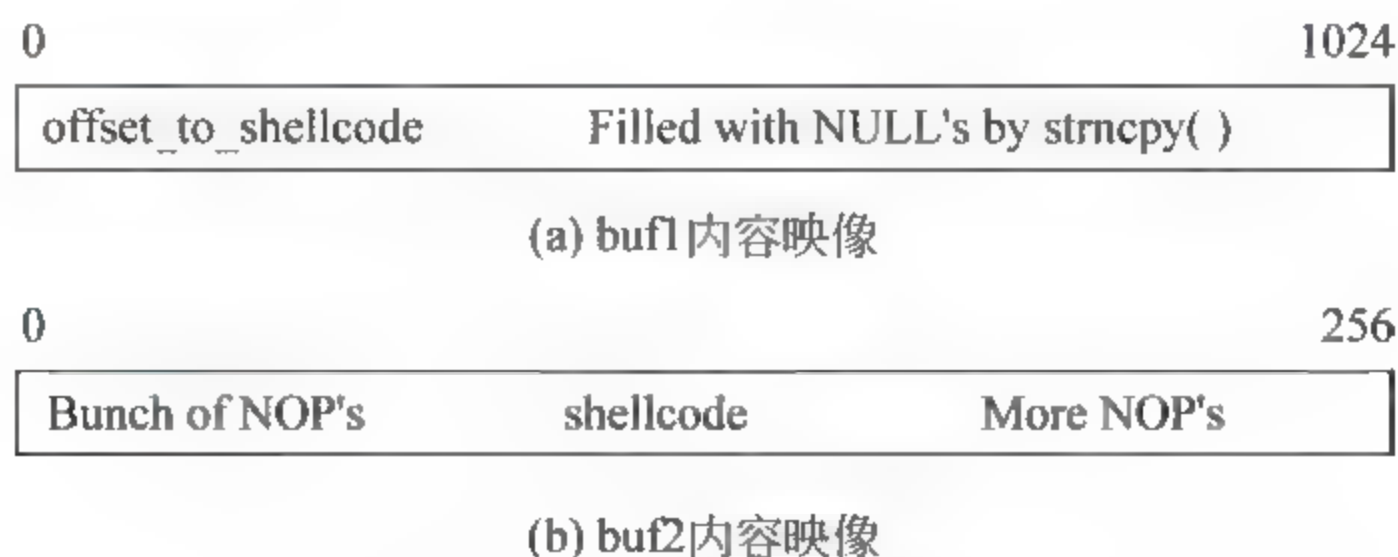 0 1024
offset_to_shellcode Filled with NULL's by strncpy( )
(a) buf1内容映像
0 256
Bunch of NOP's shellcode More NOP's
(b) buf2内容映像